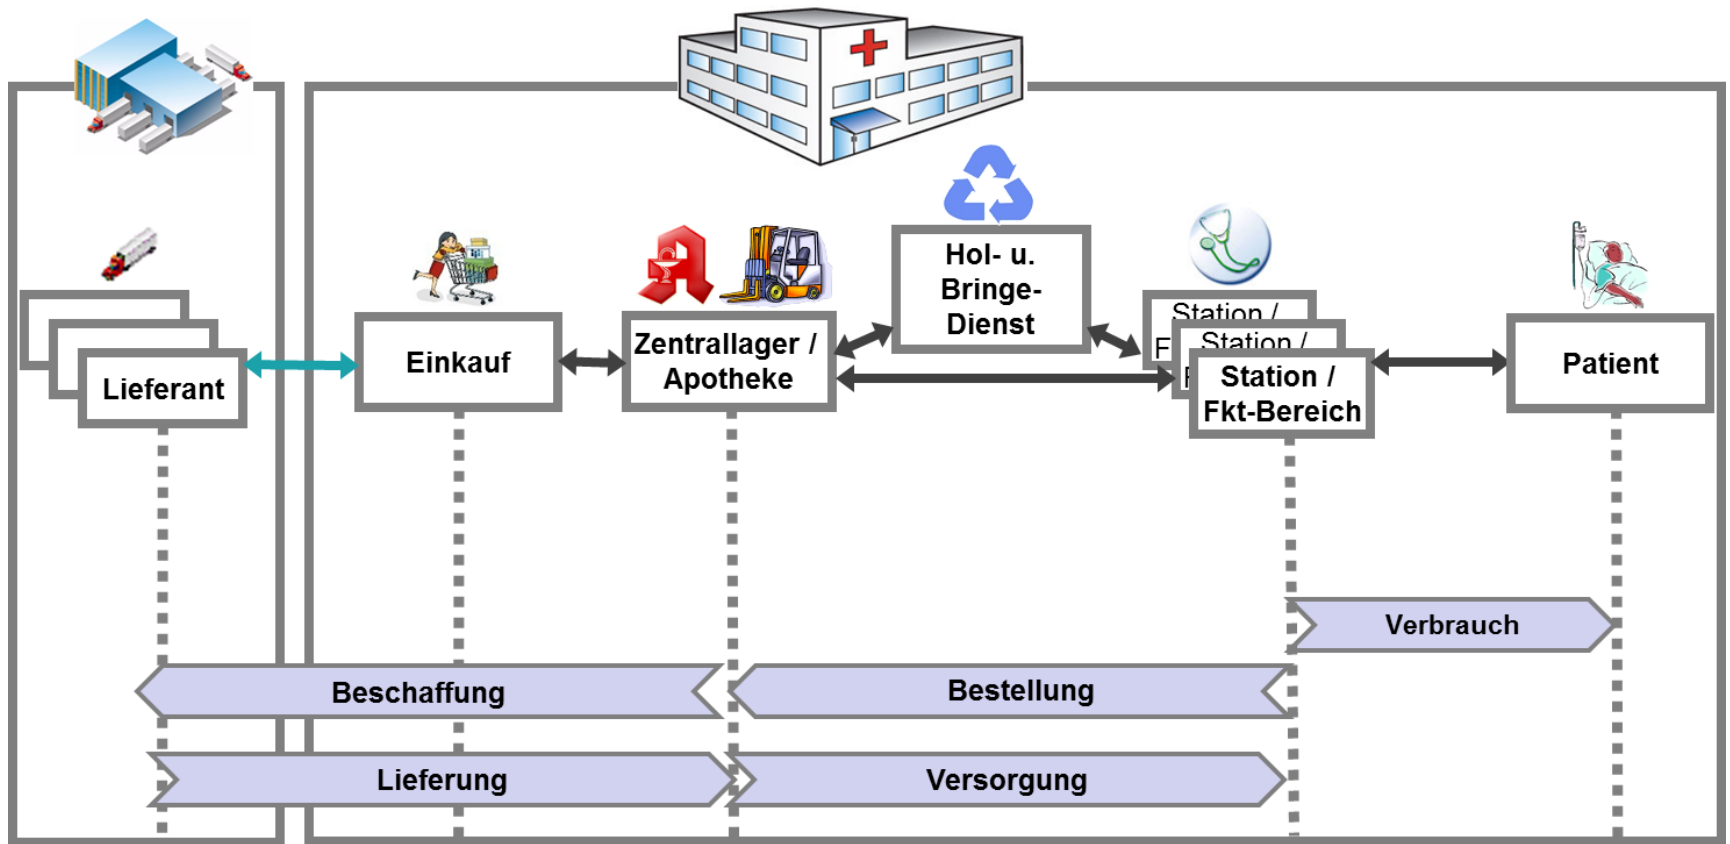 Hol- u.
Bringe-
Dienst
Station /
F
Station /
F
Lieferant
Einkauf
Zentrallager /
Apotheke
Station /
Fkt-Bereich
Patient
Verbrauch
Beschaffung
Bestellung
Lieferung
Versorgung